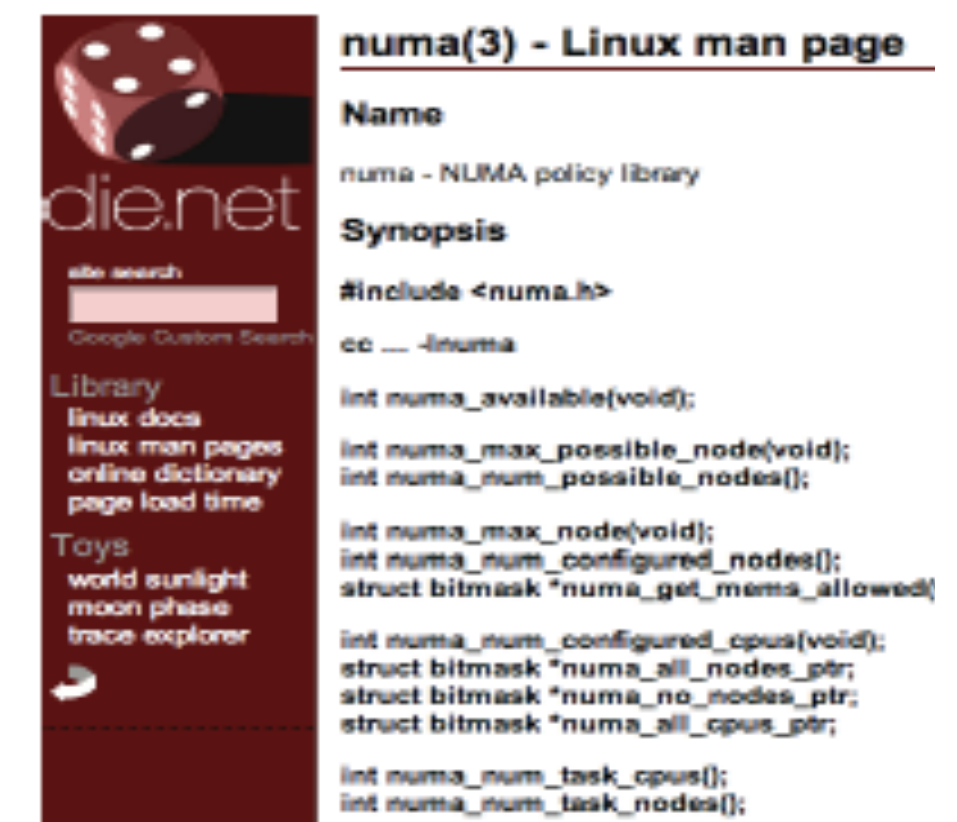 die.net
site search
Google Custom Search
Library
linux docs
linux man pages
online dictionary
page load time
Toys
world sunlight
moon phase
trace explorer
numa(3) - Linux man page
Name
numa - NUMA policy library
Synopsis
#include <numa.h>
cc ... -lnuma
int numa_available(void);
int numa_max_possible_node(void);
int numa_num_possible_nodes();
int numa_max_node(void);
int numa_num_configured_nodes();
struct bitmask *numa_get_mems_allowed(
int numa_num_configured_cpus(void);
struct bitmask *numa_all_nodes_ptr;
struct bitmask *numa_no_nodes_ptr;
struct bitmask *numa_all_cpus_ptr;
int numa_num_task_cpus();
int numa_num_task_nodes();